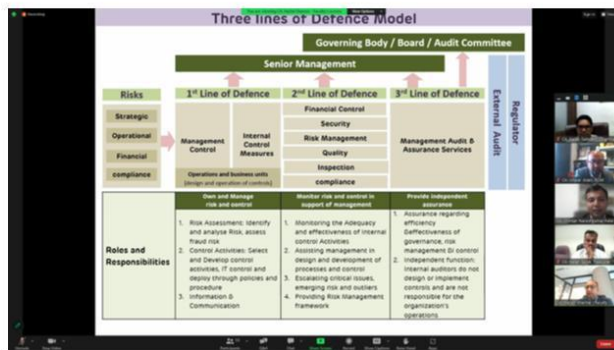 Three lines of Defence Model
Governing Body / Board / Audit Committee
Senior Management
Risks
Strategic
Operational
Financial
compliance
1st Line of Defence
Management
Control
Internal
Control
Measures
Operations and business units
(design and operation of controls)
2nd Line of Defence
Financial Control
Security
Risk Management
Quality
Inspection
compliance
3rd Line of Defence
Management Audit &
Assurance Services
External Audit
Regulator
Roles and
Responsibilities
Own and Manage
risk and control
1. Risk Assessment: Identify
and analyse Risk, assess
fraud risk
2. Control Activities: Select
and Develop control
activities, IT control and
deploy through policies and
procedure
3. Information &
Communication
Monitor risk and control in
support of management
1. Monitoring the Adequacy
and effectiveness of Internal
control Activities
2. Assisting management in
design and development of
processes and control
3. Escalating critical issues,
emerging risk and outliers
4. Providing Risk Management
framework
Provide independent
assurance
1. Assurance regarding
efficiency
&effectiveness of
governance, risk
management & control
2. Independent function:
Internal auditors do not
design or implement
controls and are not
responsible for the
organization's
operations